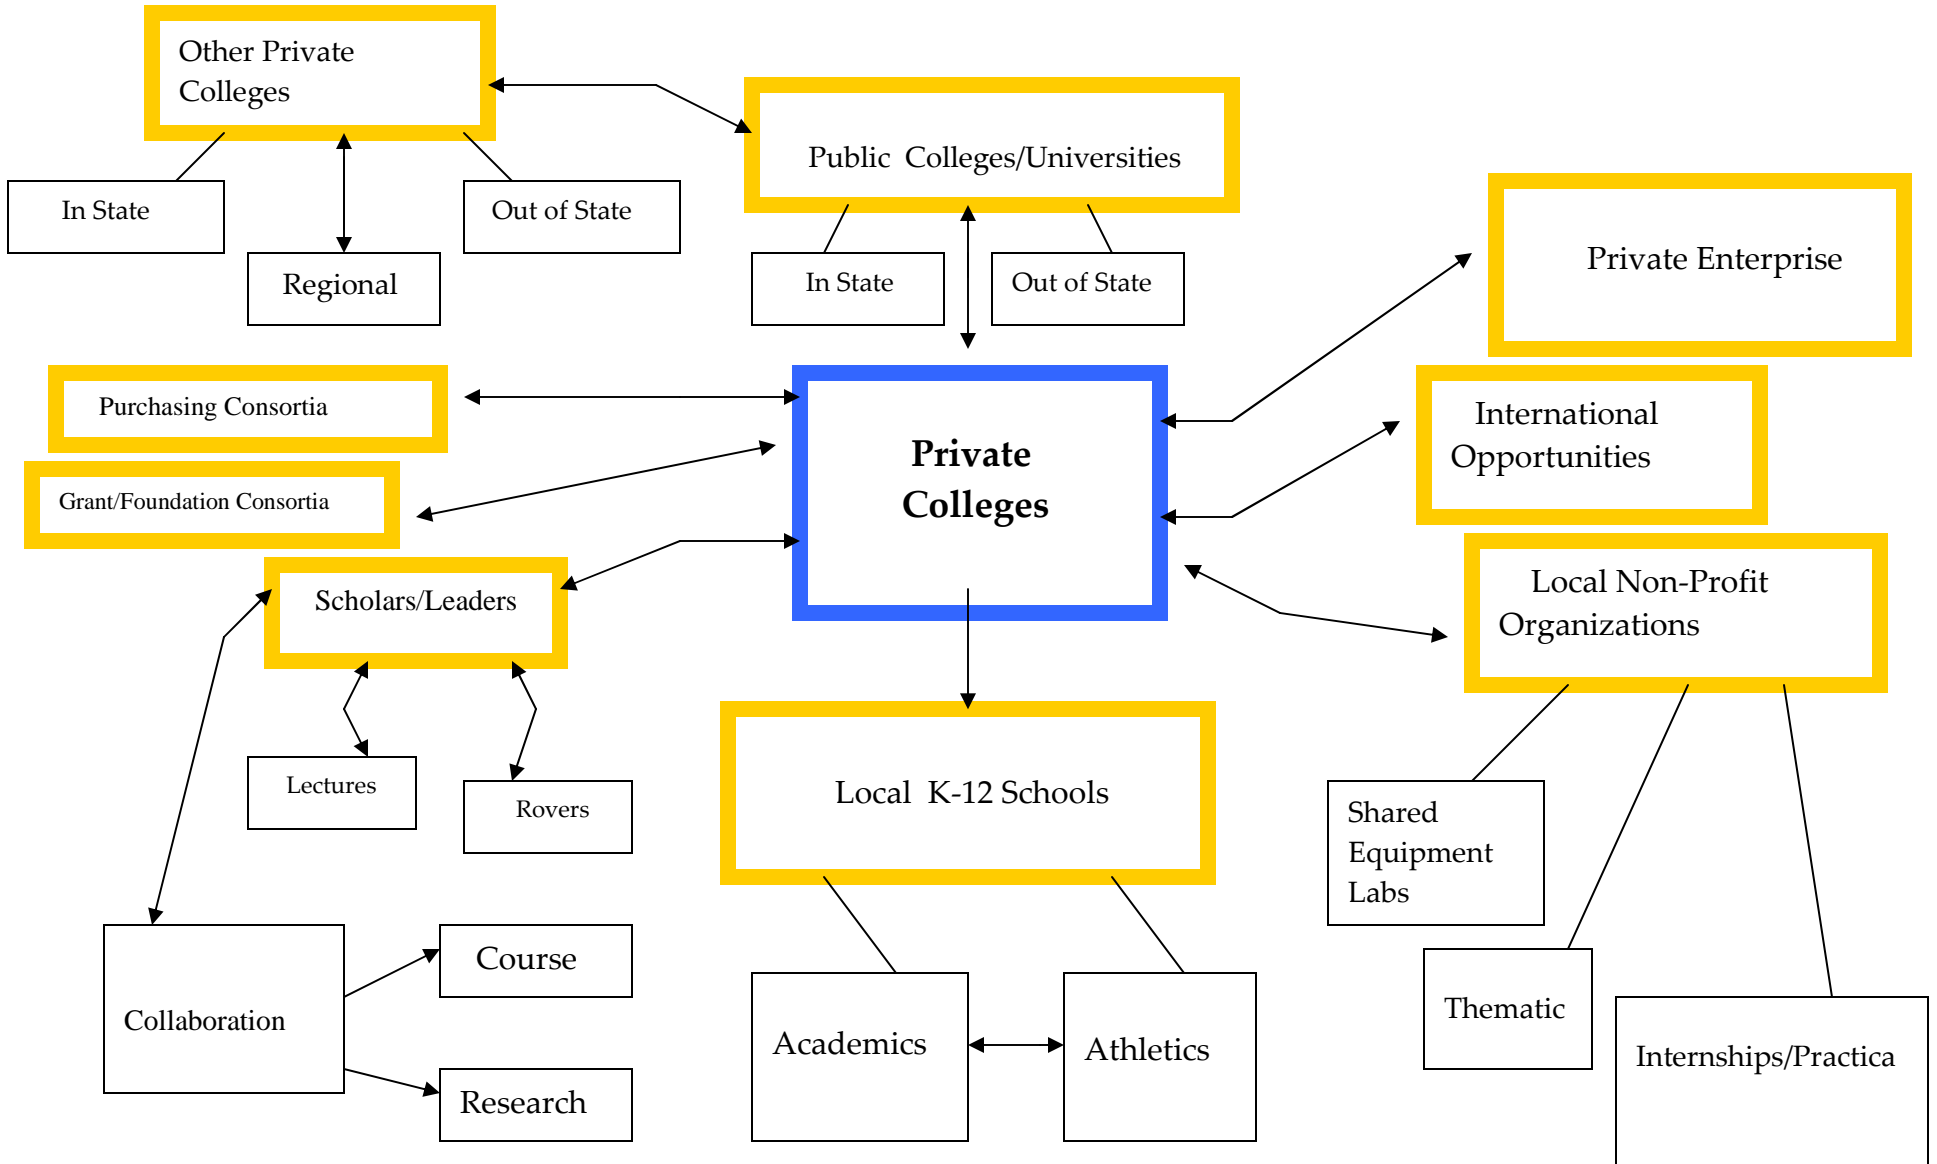 Other Private
Colleges
Public Colleges/Universities
In State
Out of State
Regional
In State
Out of State
Private Enterprise
Purchasing Consortia
Grant/Foundation Consortia
Private
Colleges
International
Opportunities
Scholars/Leaders
Local Non-Profit
Organizations
Lectures
Rovers
Local K-12 Schools
Shared
Equipment
Labs
Collaboration
Course
Research
Academics
Athletics
Thematic
Internships/Practica